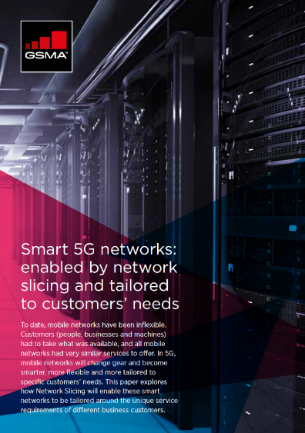 GSMA
Smart 5G networks:
enabled by network
slicing and tailored
to customers' needs
To date, mobile networks have been inflexible.
Customers (people, businesses and machines)
had to take what was available, and all mobile
networks had very similar services to offer. In 5G,
mobile networks will change gear and become
smarter, more flexible and more tailored to
specific customers' needs. This paper explores
how Network Slicing will enable these smart
networks to be tailored around the unique service
requirements of different business customers.